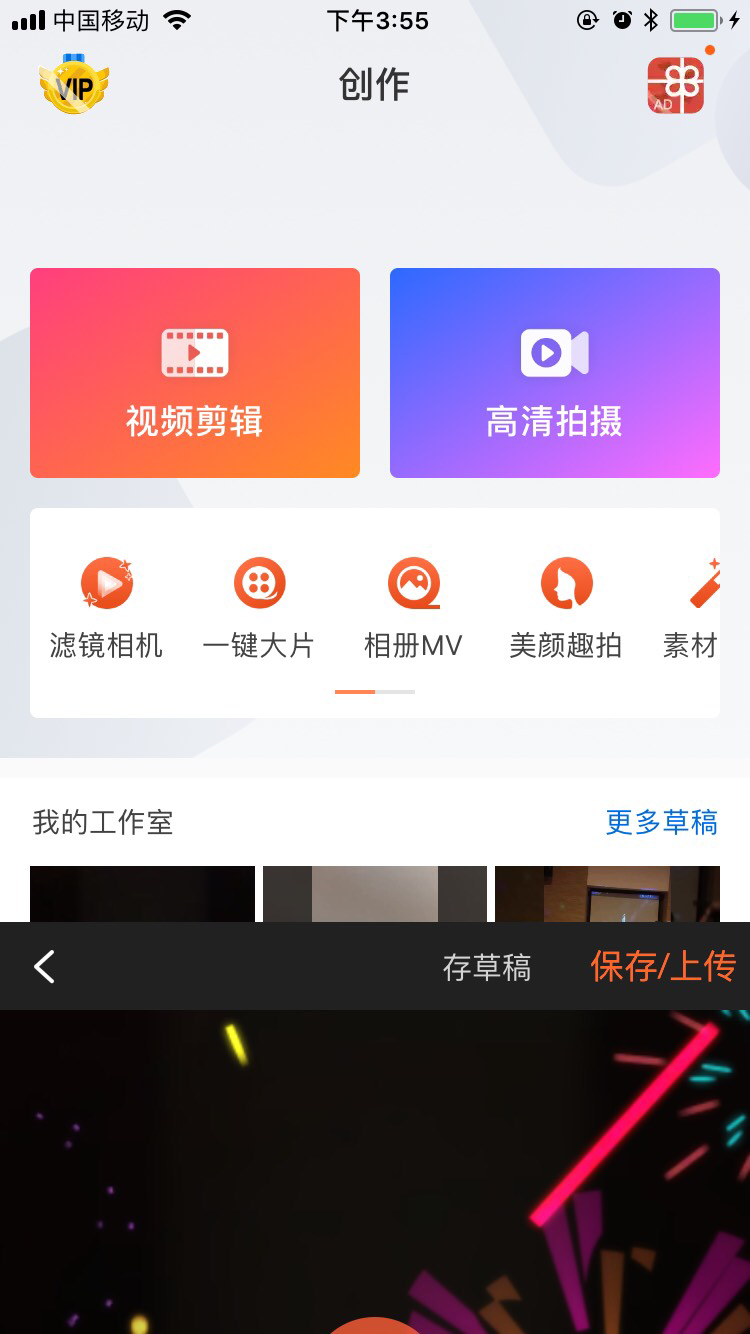 中国移动
下午3:55
VIP
创作
AD
视频剪辑
高清拍摄
滤镜相机
一键大片
相册MV
美颜趣拍
素材
我的工作室
更多草稿
存草稿
保存/上传